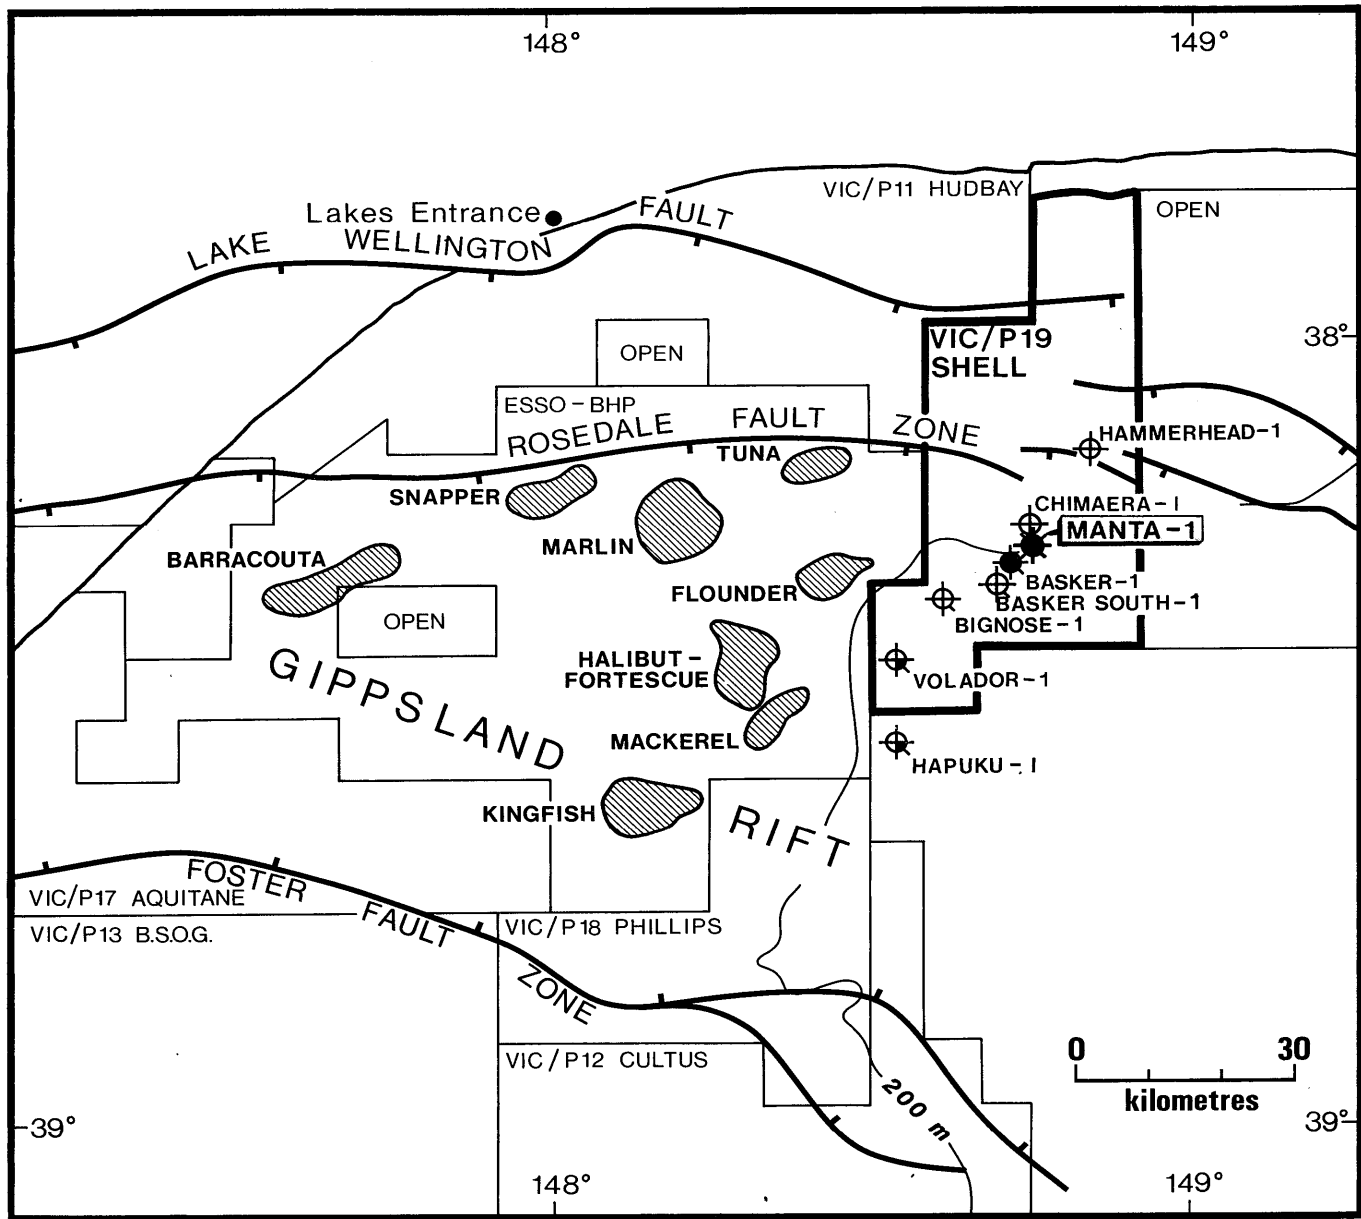 148°
149°
VIC/P11 HUDBAY
OPEN
Lakes Entrance
LAKE WELLINGTON FAULT
38°
OPEN
VIC/P19
SHELL
ESSO-BHP
ROSEDALE FAULT ZONE
HAMMERHEAD-1
TUNA
SNAPPER
CHIMAERA-1
MANTA-1
MARLIN
BARRACOUTA
BASKER-1
FLOUNDER
BASKER SOUTH-1
OPEN
BIGNOSE-1
HALIBUT-
FORTESCUE
VOLADOR-1
GIPPSLAND RIFT
MACKEREL
HAPUKU-1
KINGFISH
FOSTER FAULT ZONE
VIC/P17 AQUITANE
VIC/P13 B.S.O.G.
VIC/P18 PHILLIPS
VIC/P12 CULTUS
0 30
kilometres
200 m
39°
39°
148°
149°